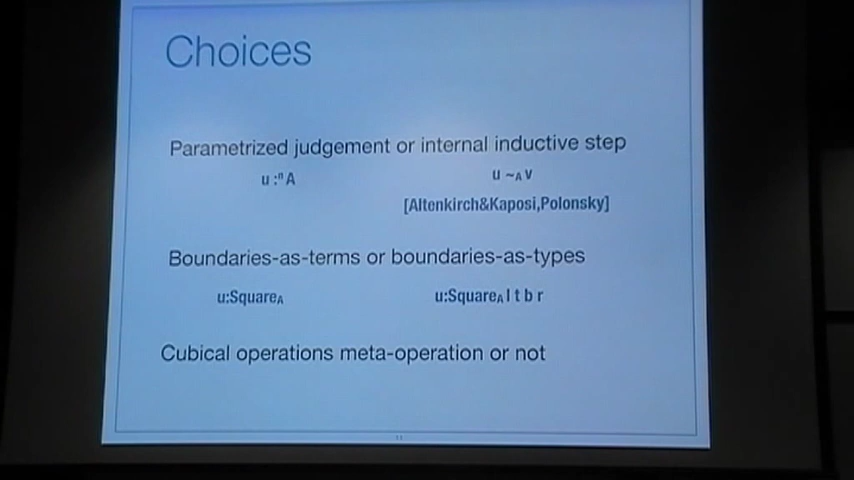 Choices
Parametrized judgement or internal inductive step
u :ⁿ A
u ~A v
[Altenkirch&Kaposi,Polonsky]
Boundaries-as-terms or boundaries-as-types
u:SquareA
u:SquareA l t b r
Cubical operations meta-operation or not